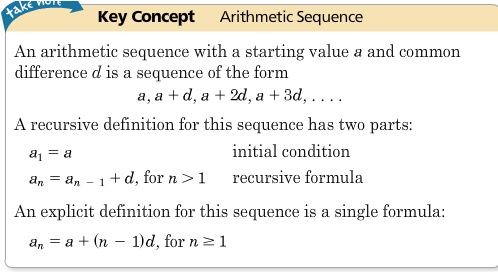 take note
Key Concept Arithmetic Sequence
An arithmetic sequence with a starting value a and common
difference d is a sequence of the form
a, a + d, a + 2d, a + 3d, . . . .
A recursive definition for this sequence has two parts:
a₁ = a initial condition
aₙ = aₙ ₋ ₁ + d, for n > 1 recursive formula
An explicit definition for this sequence is a single formula:
aₙ = a + (n − 1)d, for n ≥ 1